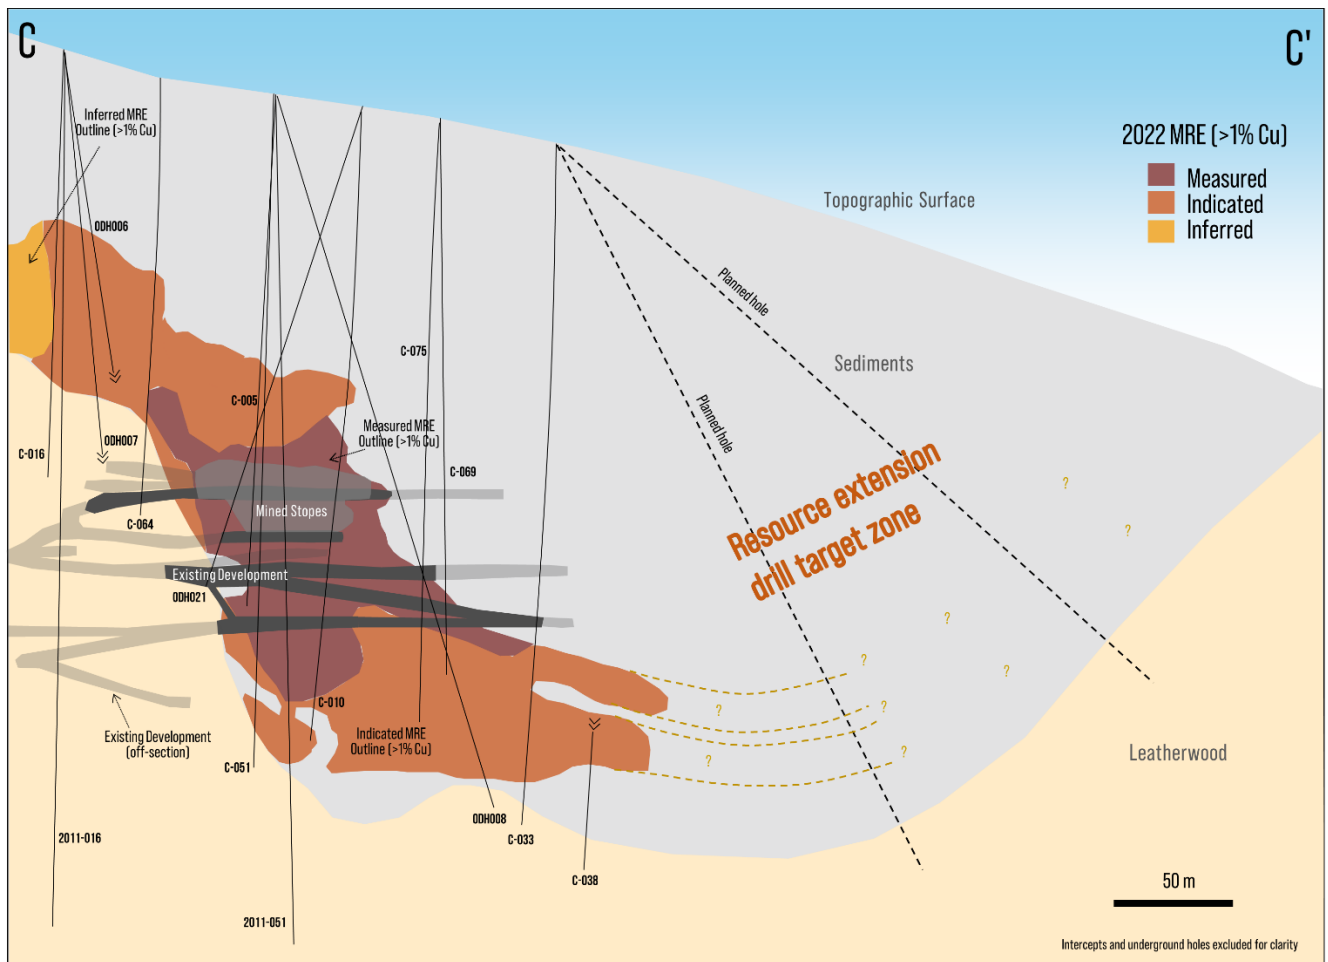 C
C'
Inferred MRE
Outline (>1% Cu)
2022 MRE (>1% Cu)
Measured
Indicated
Inferred
Topographic Surface
ODH006
Planned hole
C-075
Sediments
C-005
Planned hole
Measured MRE
Outline (>1% Cu)
ODH007
C-016
C-069
Resource extension
drill target zone
?
Mined Stopes
C-064
?
Existing Development
ODH021
?
?
?
C-010
?
?
Existing Development
(off-section)
Indicated MRE
Outline (>1% Cu)
?
?
Leatherwood
C-051
ODH008
2011-016
C-033
C-038
50 m
2011-051
Intercepts and underground holes excluded for clarity